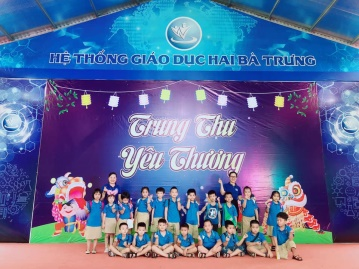 HỆ THỐNG GIÁO DỤC HAI BÀ TRƯNG
Trung Thu
Yêu Thương